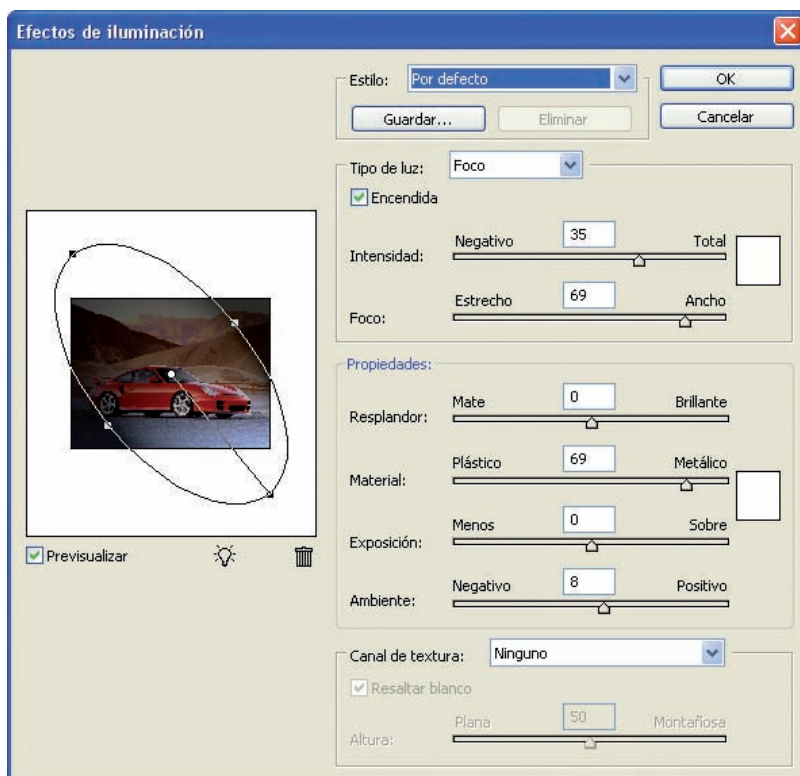 Efectos de iluminación
Estilo: Por defecto
OK
Guardar... Eliminar
Cancelar
Tipo de luz: Foco
Encendida
Intensidad: Negativo 35 Total
Foco: Estrecho 69 Ancho
Propiedades:
Resplandor: Mate 0 Brillante
Material: Plástico 69 Metálico
Exposición: Menos 0 Sobre
Ambiente: Negativo 8 Positivo
Previsualizar
Canal de textura: Ninguno
Resaltar blanco
Altura: Plana 50 Montañosa